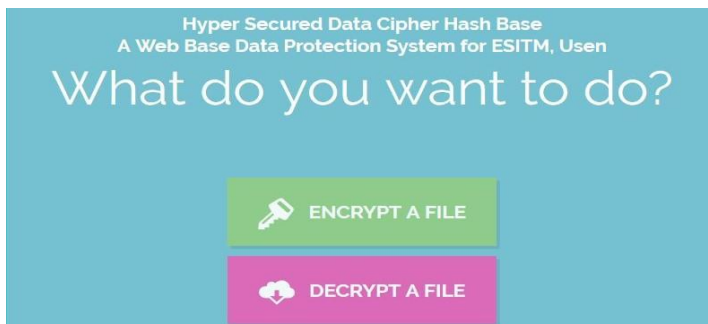 Hyper Secured Data Cipher Hash Base
A Web Base Data Protection System for ESITM, Usen
What do you want to do?
ENCRYPT A FILE
DECRYPT A FILE